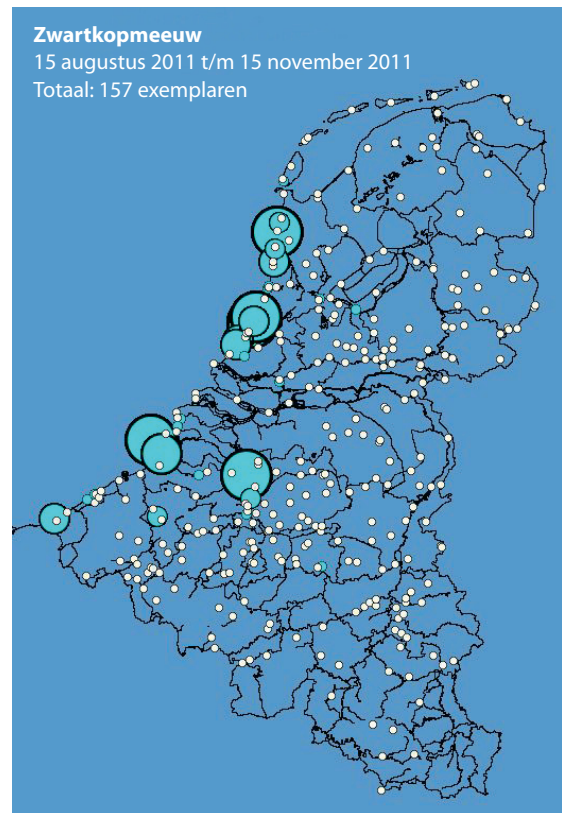 Zwartkopmeeuw
15 augustus 2011 t/m 15 november 2011
Totaal: 157 exemplaren